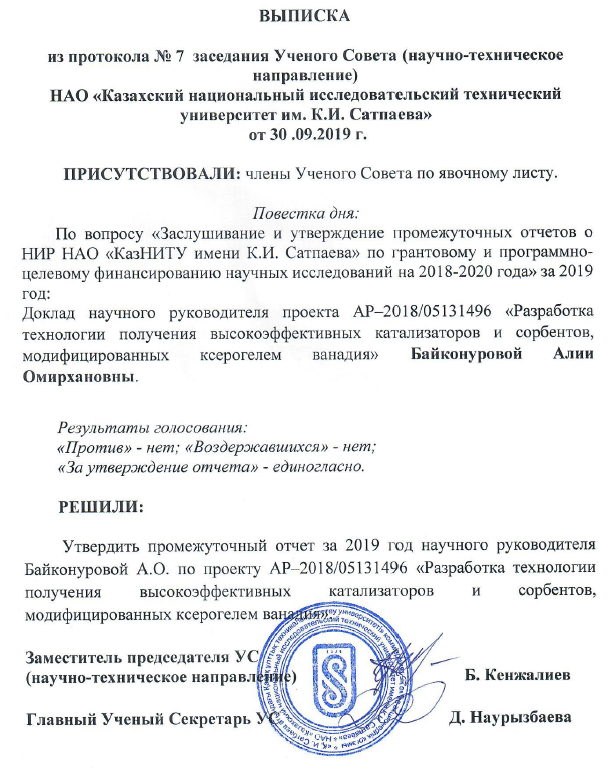 ВЫПИСКА
из протокола № 7 заседания Ученого Совета (научно-техническое
направление)
НАО «Казахский национальный исследовательский технический
университет им. К.И. Сатпаева»
от 30 .09.2019 г.
ПРИСУТСТВОВАЛИ: члены Ученого Совета по явочному листу.
Повестка дня:
По вопросу «Заслушивание и утверждение промежуточных отчетов о
НИР НАО «КазНИТУ имени К.И. Сатпаева» по грантовому и программно-
целевому финансированию научных исследований на 2018-2020 года» за 2019
год:
Доклад научного руководителя проекта АР–2018/05131496 «Разработка
технологии получения высокоэффективных катализаторов и сорбентов,
модифицированных ксерогелем ванадия» Байконуровой Алии
Омирхановны.
Результаты голосования:
«Против» - нет; «Воздержавшихся» - нет;
«За утверждение отчета» - единогласно.
РЕШИЛИ:
Утвердить промежуточный отчет за 2019 год научного руководителя
Байконуровой А.О. по проекту АР–2018/05131496 «Разработка технологии
получения высокоэффективных катализаторов и сорбентов,
модифицированных ксерогелем ванадия»
Заместитель председателя УС
(научно-техническое направление)
Б. Кенжалиев
Главный Ученый Секретарь УС
Д. Наурызбаева